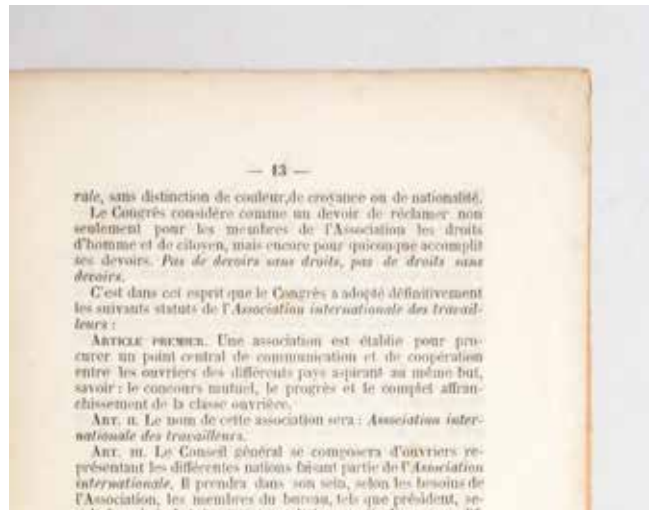 — 13 —
rale, sans distinction de couleur, de croyance ou de nationalité.
Le Congrès considère comme un devoir de réclamer non
seulement pour les membres de l'Association les droits
d'homme et de citoyen, mais encore pour quiconque accomplit
ses devoirs. Pas de devoirs sans droits, pas de droits sans
devoirs.
C'est dans cet esprit que le Congrès a adopté définitivement
les suivants statuts de l'Association internationale des travail-
leurs :
ARTICLE PREMIER. Une association est établie pour pro-
curer un point central de communication et de coopération
entre les ouvriers des différents pays aspirant au même but,
savoir : le concours mutuel, le progrès et le complet affran-
chissement de la classe ouvrière.
ART. II. Le nom de cette association sera : Association inter-
nationale des travailleurs.
ART. III. Le Conseil général se composera d'ouvriers re-
présentant les différentes nations faisant partie de l'Association
internationale. Il prendra dans son sein, selon les besoins de
l'Association, les membres du bureau, tels que président, se-